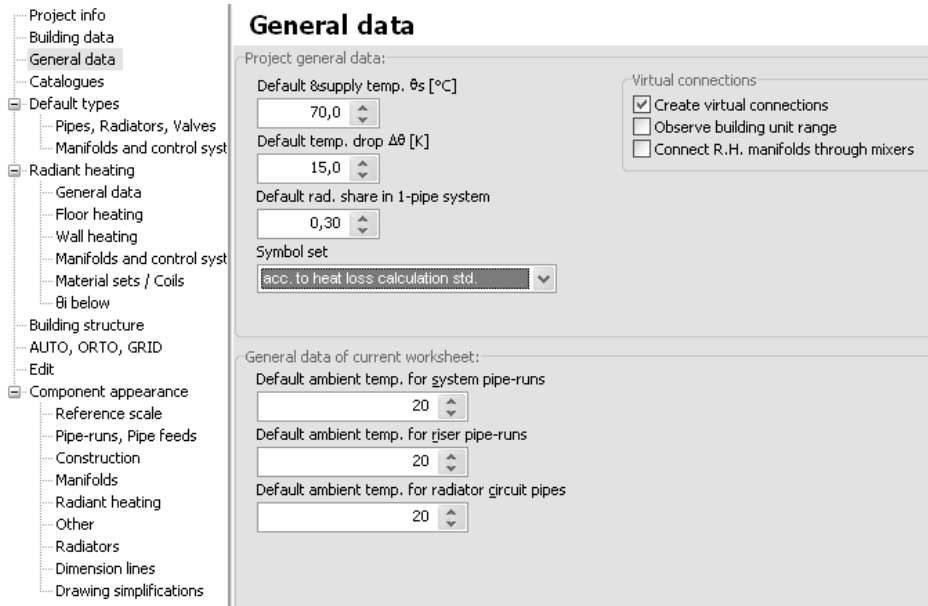 Project info
Building data
General data
Catalogues
Default types
Pipes, Radiators, Valves
Manifolds and control syst
Radiant heating
General data
Floor heating
Wall heating
Manifolds and control syst
Material sets / Coils
θi below
Building structure
AUTO, ORTO, GRID
Edit
Component appearance
Reference scale
Pipe-runs, Pipe feeds
Construction
Manifolds
Radiant heating
Other
Radiators
Dimension lines
Drawing simplifications
General data
Project general data:
Default &supply temp. θs [°C]
70,0
Default temp. drop Δθ [K]
15,0
Default rad. share in 1-pipe system
0,30
Symbol set
acc. to heat loss calculation std.
Virtual connections
Create virtual connections
Observe building unit range
Connect R.H. manifolds through mixers
General data of current worksheet:
Default ambient temp. for system pipe-runs
20
Default ambient temp. for riser pipe-runs
20
Default ambient temp. for radiator circuit pipes
20